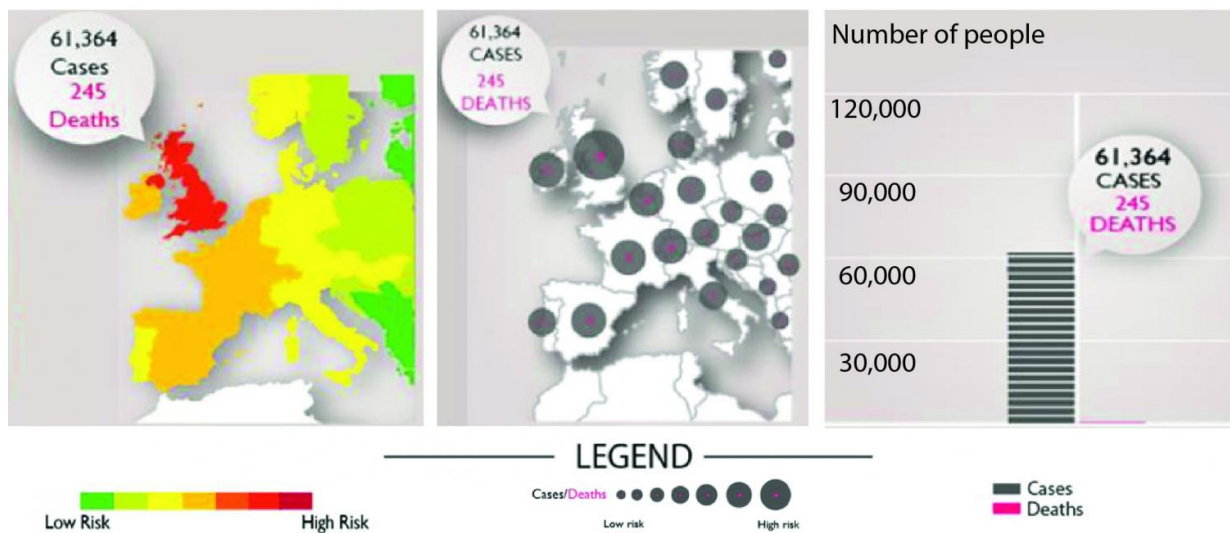 61,364
Cases
245
Deaths
61,364
CASES
245
DEATHS
Number of people
120,000
90,000
60,000
30,000
61,364
CASES
245
DEATHS
LEGEND
Low Risk
High Risk
Cases/Deaths
Low risk
High risk
Cases
Deaths